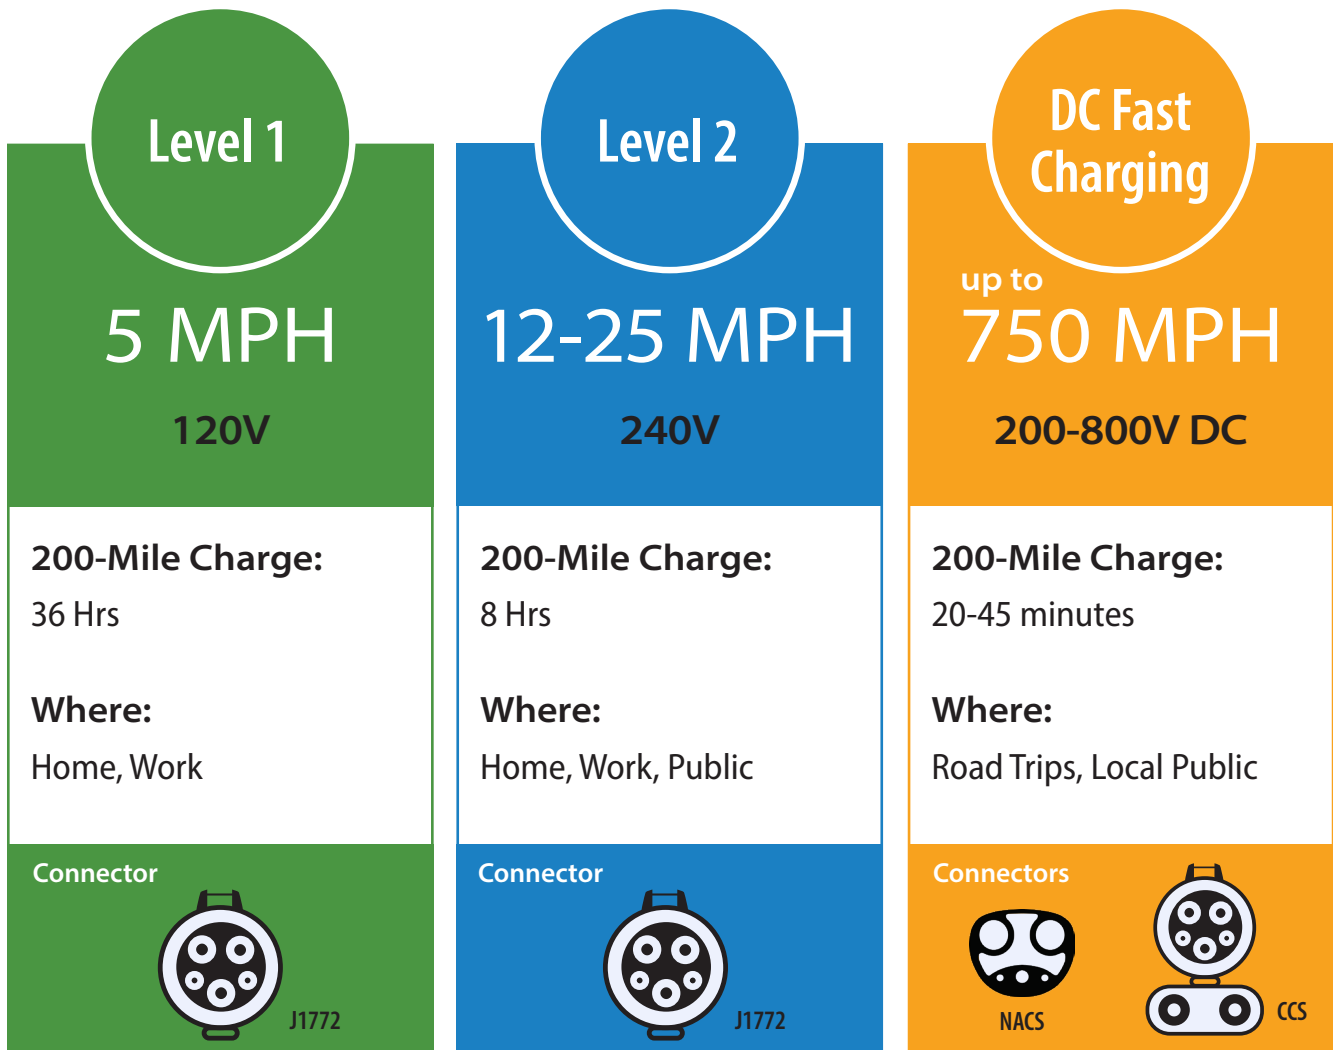 Level 1
5 MPH
120V
200-Mile Charge:
36 Hrs
Where:
Home, Work
Connector
J1772
Level 2
12-25 MPH
240V
200-Mile Charge:
8 Hrs
Where:
Home, Work, Public
Connector
J1772
DC Fast
Charging
up to
750 MPH
200-800V DC
200-Mile Charge:
20-45 minutes
Where:
Road Trips, Local Public
Connectors
NACS
CCS